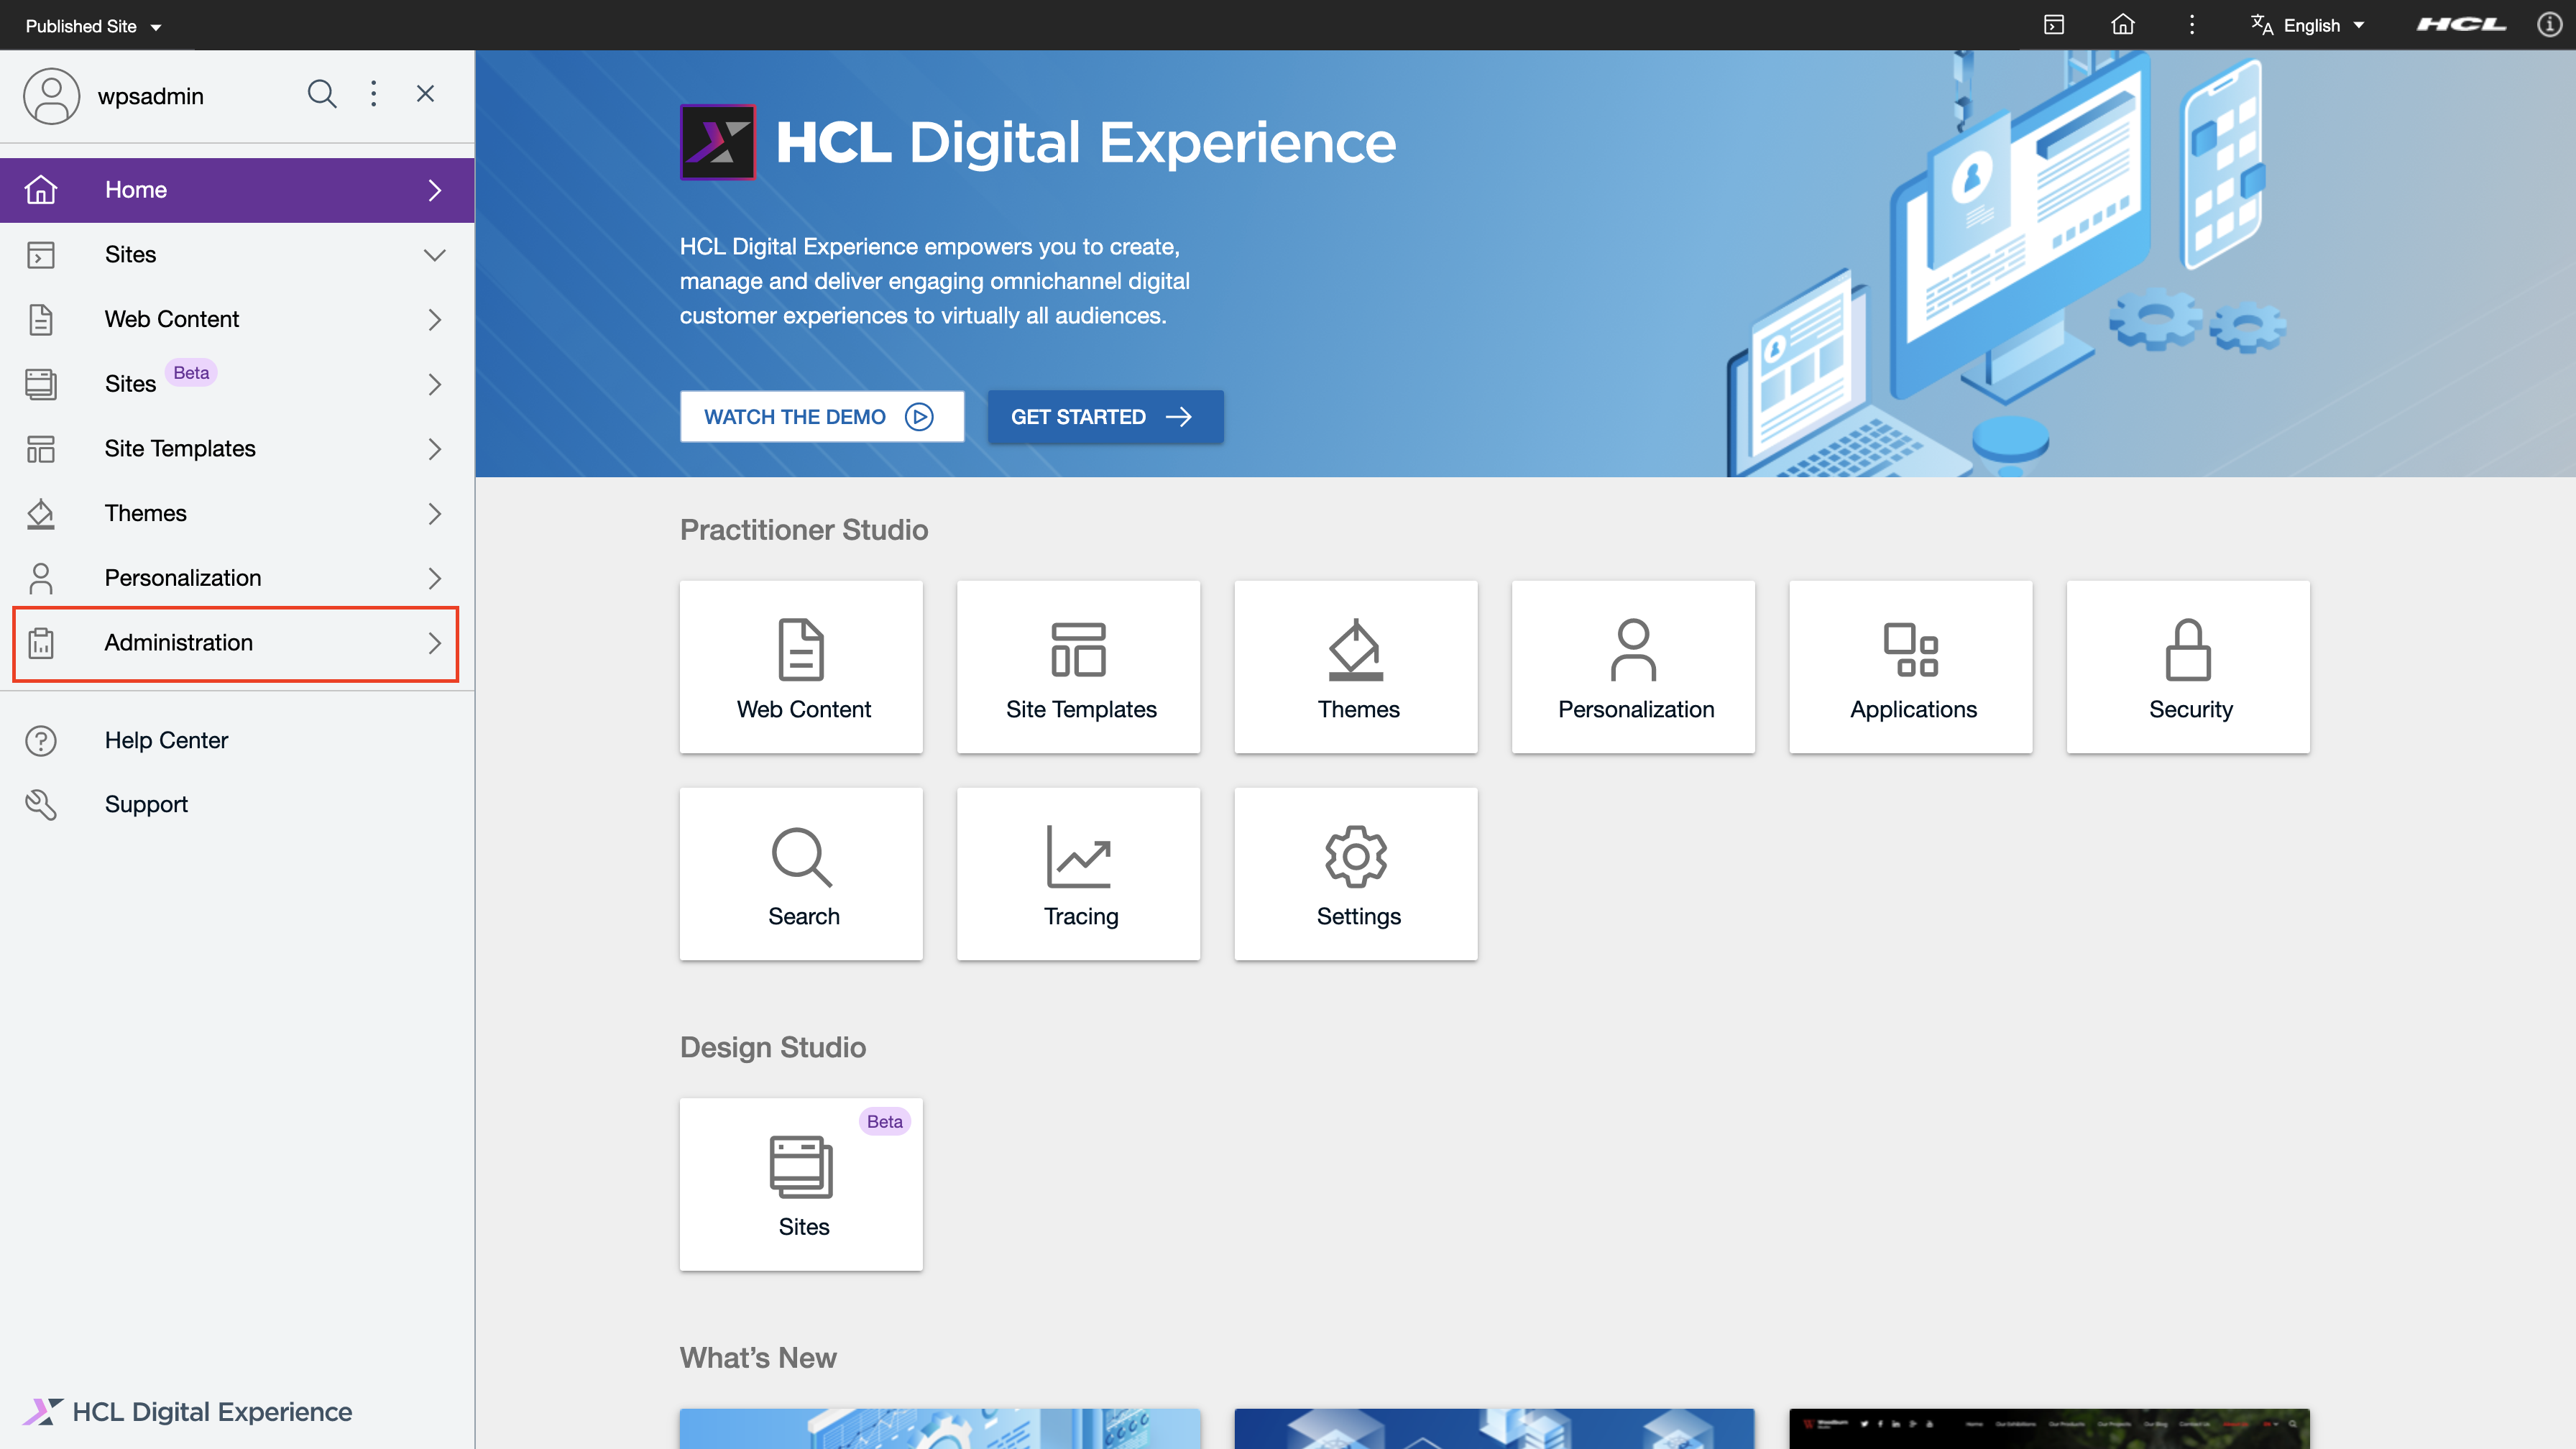 Published Site
English
HCL
wpsadmin
Home
Sites
Web Content
Sites Beta
Site Templates
Themes
Personalization
Administration
Help Center
Support
HCL Digital Experience
HCL Digital Experience
HCL Digital Experience empowers you to create,
manage and deliver engaging omnichannel digital
customer experiences to virtually all audiences.
WATCH THE DEMO
GET STARTED
Practitioner Studio
Web Content
Site Templates
Themes
Personalization
Applications
Security
Search
Tracing
Settings
Design Studio
Beta
Sites
What's New